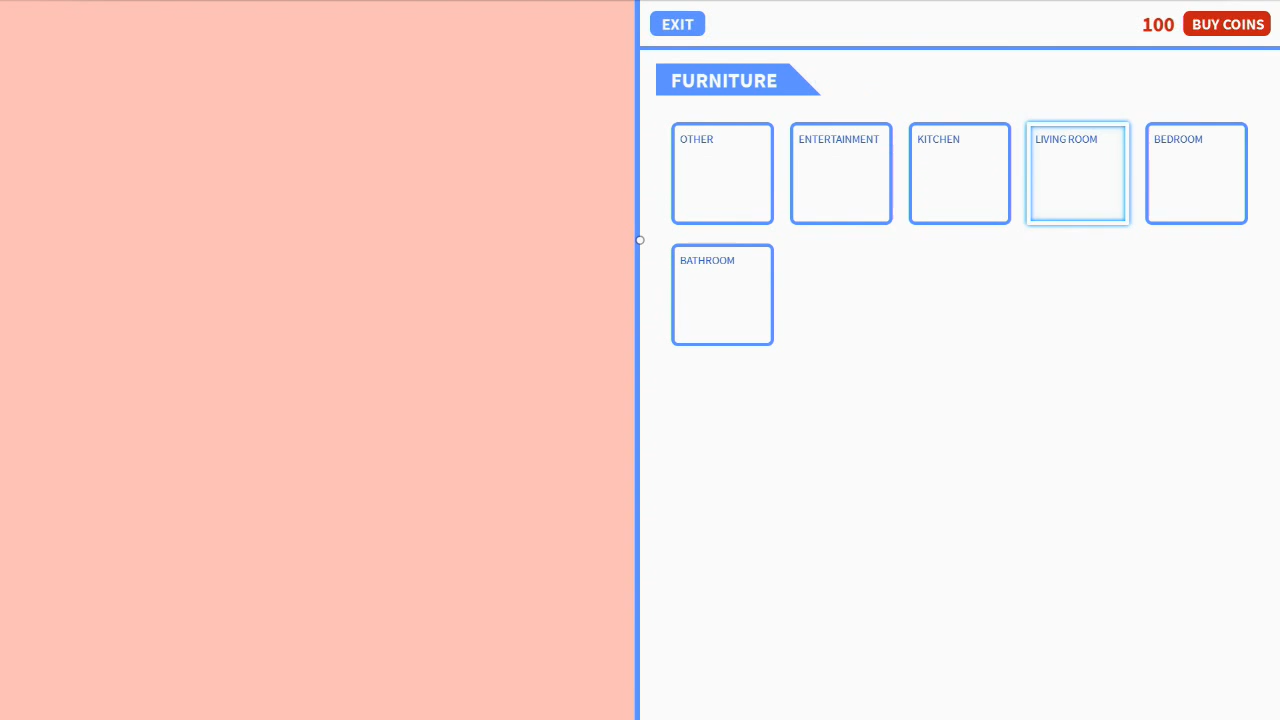 EXIT
100
BUY COINS
FURNITURE
OTHER
ENTERTAINMENT
KITCHEN
LIVING ROOM
BEDROOM
BATHROOM